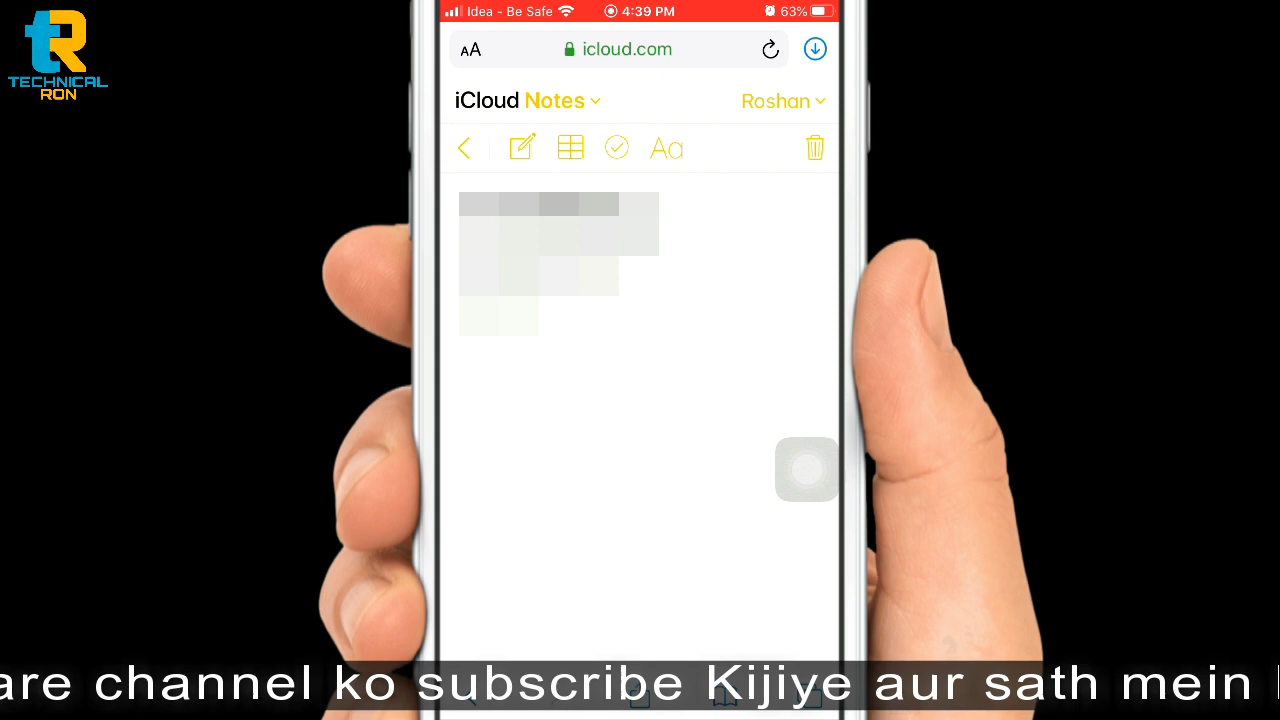 TECHNICAL
RON
Idea - Be Safe
4:39 PM
63%
AA
icloud.com
iCloud Notes
Roshan
Aa
are channel ko subscribe Kijiye aur sath mein